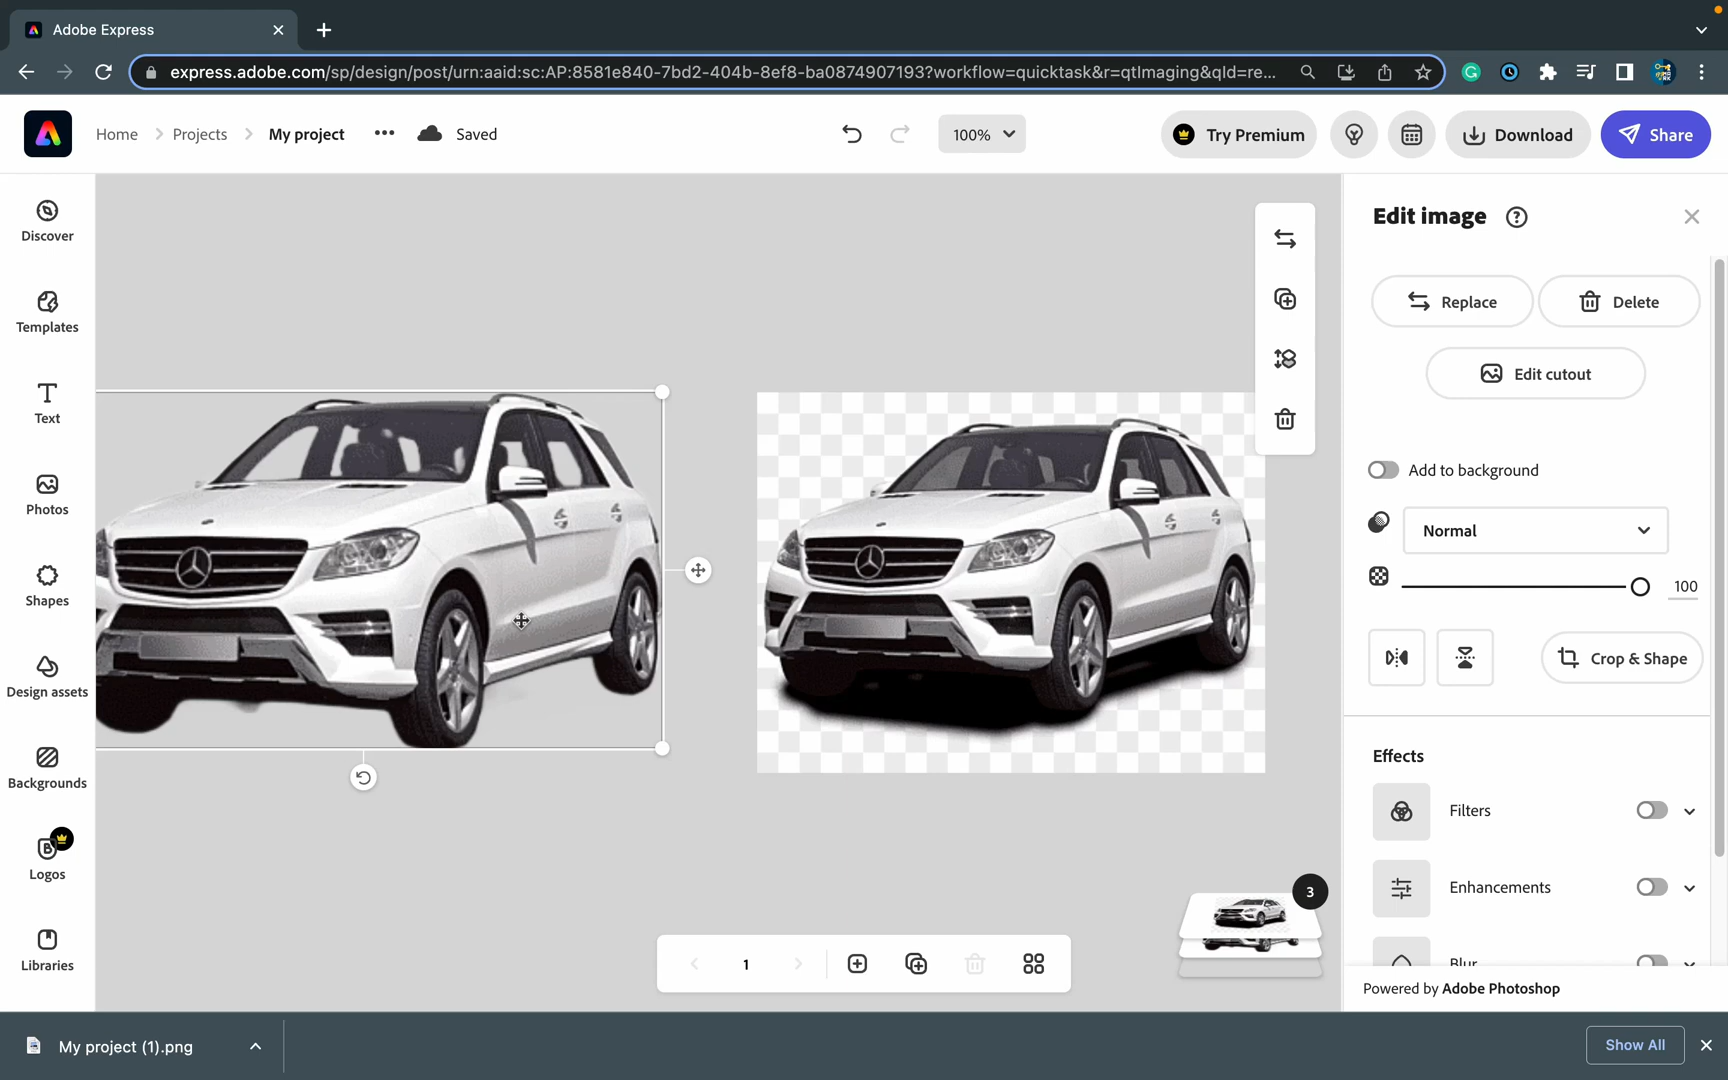 Adobe Express
express.adobe.com/sp/design/post/urn:aaid:sc:AP:8581e840-7bd2-404b-8ef8-ba0874907193?workflow=quicktask&r=qtImaging&qId=re...
Home
Projects
My project
Saved
100%
Try Premium
Download
Share
Discover
Templates
Text
Photos
Shapes
Design assets
Backgrounds
Logos
Libraries
Edit image
Replace
Delete
Edit cutout
Add to background
Normal
100
Crop & Shape
Effects
Filters
Enhancements
Blur
Powered by Adobe Photoshop
3
1
My project (1).png
Show All